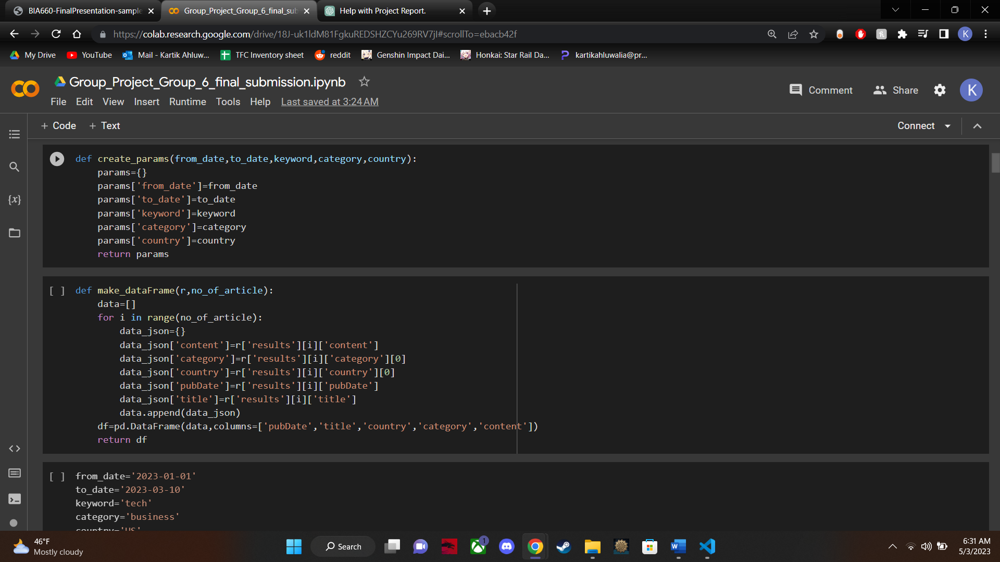 BIA660-FinalPresentation-sample
Group_Project_Group_6_final_sub
Help with Project Report.
https://colab.research.google.com/drive/18J-uk1ldM81FgkuREDSHZCYu269RV7jI#scrollTo=ebacb42f
K
My Drive
YouTube
Mail - Kartik Ahluw...
TFC Inventory sheet
reddit
Genshin Impact Dai...
Honkai: Star Rail Da...
kartikahluwalia@pr...
Group_Project_Group_6_final_submission.ipynb
Comment
Share
K
File Edit View Insert Runtime Tools Help Last saved at 3:24 AM
+ Code + Text
Connect
def create_params(from_date,to_date,keyword,category,country):
params={}
params['from_date']=from_date
params['to_date']=to_date
params['keyword']=keyword
params['category']=category
params['country']=country
return params
[ ] def make_dataFrame(r,no_of_article):
data=[]
for i in range(no_of_article):
data_json={}
data_json['content']=r['results'][i]['content']
data_json['category']=r['results'][i]['category'][0]
data_json['country']=r['results'][i]['country'][0]
data_json['pubDate']=r['results'][i]['pubDate']
data_json['title']=r['results'][i]['title']
data.append(data_json)
df=pd.DataFrame(data,columns=['pubDate','title','country','category','content'])
return df
[ ] from_date='2023-01-01'
to_date='2023-03-10'
keyword='tech'
category='business'
country='US'
46°F
Mostly cloudy
Search
1
6:31 AM
5/3/2023